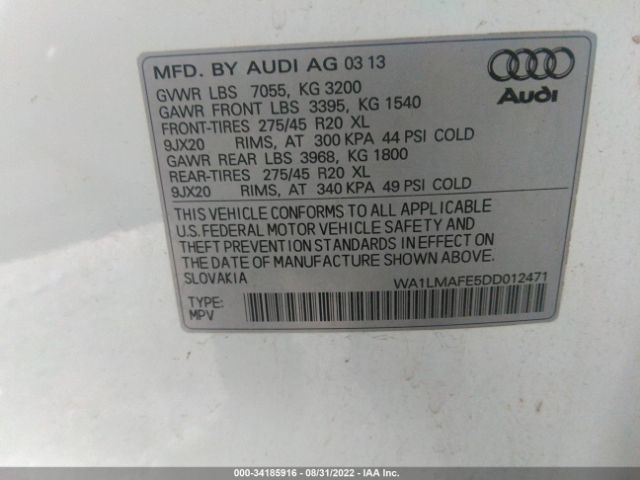 MFD. BY AUDI AG 03 13
GVWR LBS 7055, KG 3200
GAWR FRONT LBS 3395, KG 1540
FRONT-TIRES 275/45 R20 XL
9JX20 RIMS, AT 300 KPA 44 PSI COLD
GAWR REAR LBS 3968, KG 1800
REAR-TIRES 275/45 R20 XL
9JX20 RIMS, AT 340 KPA 49 PSI COLD
Audi
THIS VEHICLE CONFORMS TO ALL APPLICABLE
U.S. FEDERAL MOTOR VEHICLE SAFETY AND
THEFT PREVENTION STANDARDS IN EFFECT ON
THE DATE OF MANUFACTURE SHOWN ABOVE.
SLOVAKIA
WA1LMAFE5DD012471
TYPE:
MPV
000-34185916 - 08/31/2022 - IAA Inc.